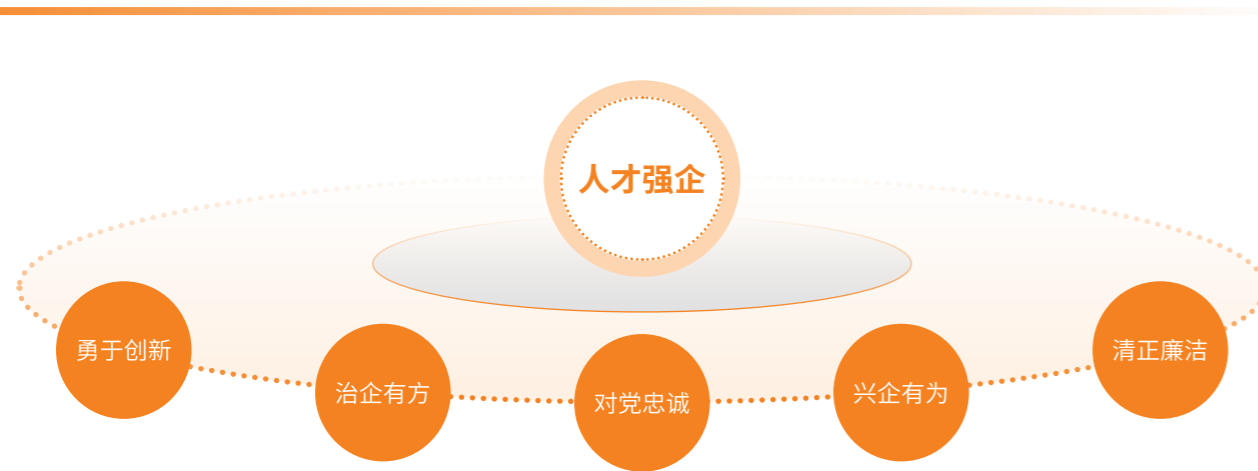 人才强企
勇于创新
治企有方
对党忠诚
兴企有为
清正廉洁